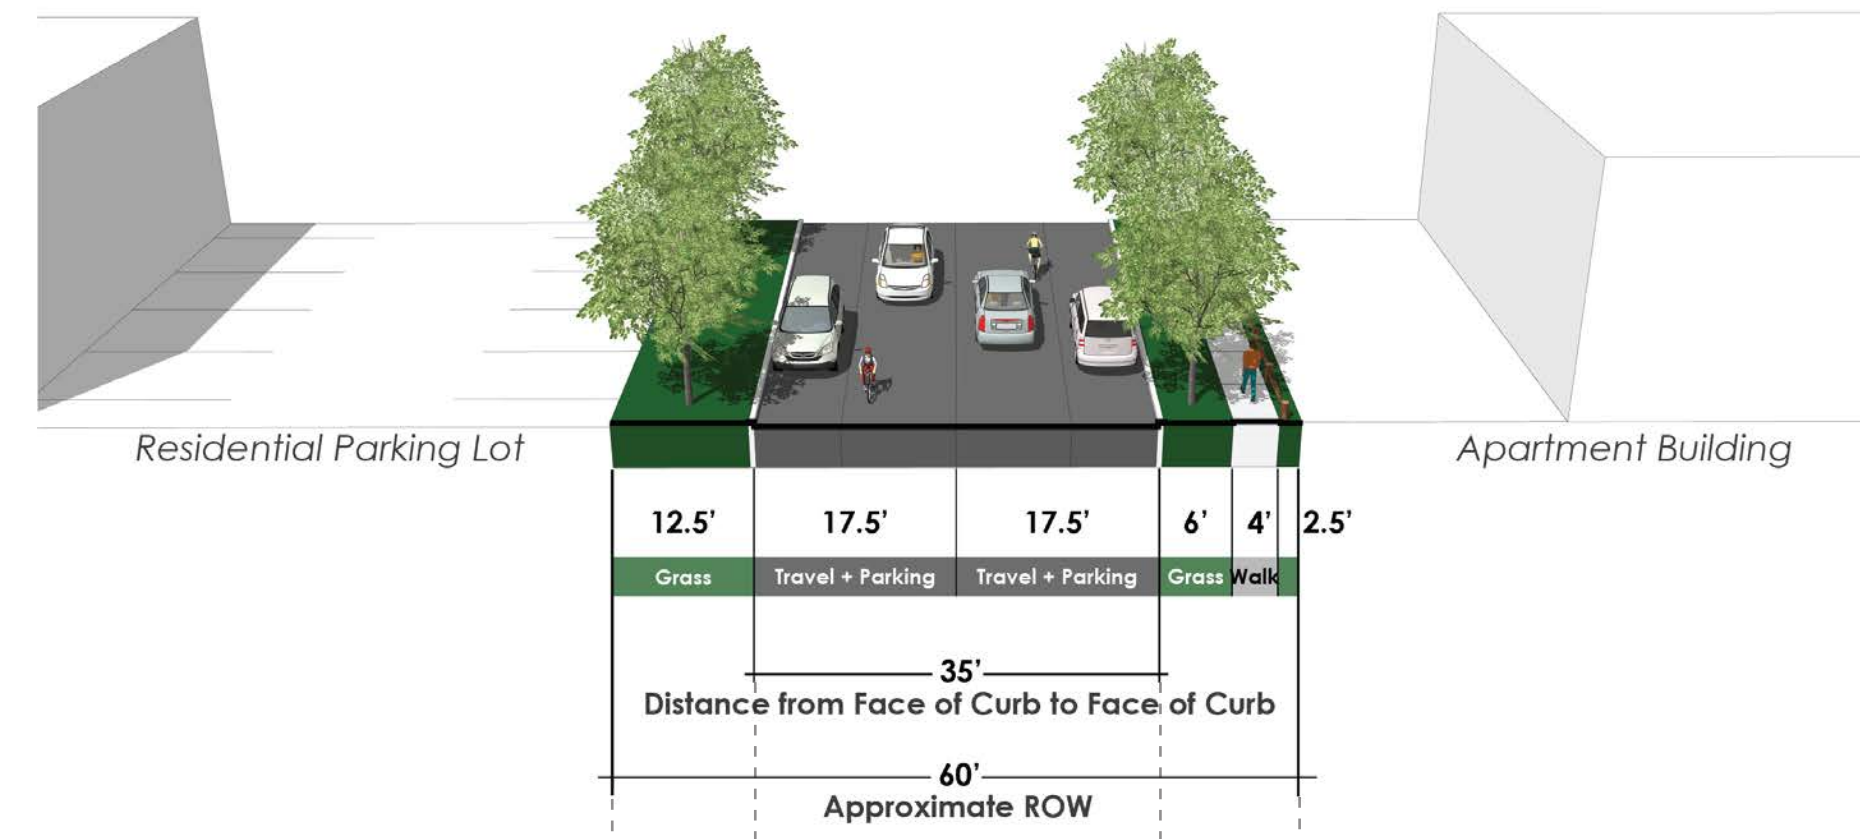 Residential Parking Lot
Apartment Building
12.5’ 17.5’ 17.5’ 6’ 4’ 2.5’
Grass Travel + Parking Travel + Parking Grass Walk
35’
Distance from Face of Curb to Face of Curb
60’
Approximate ROW